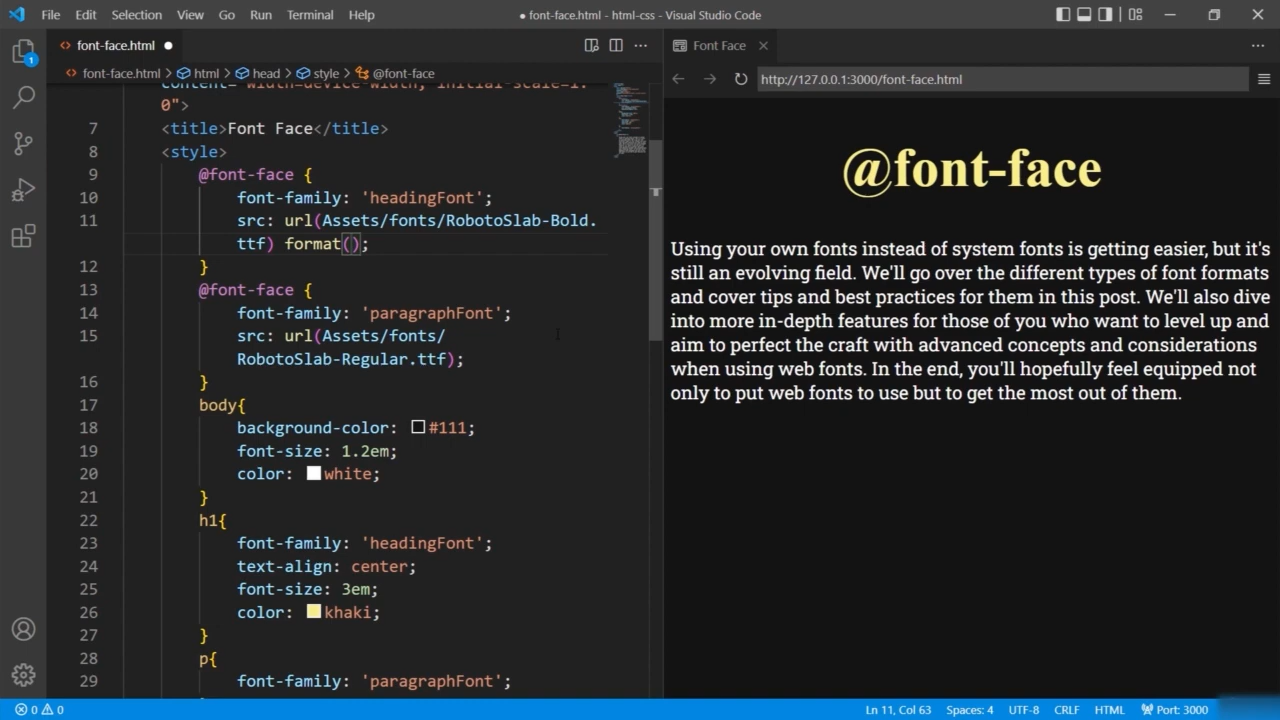 File Edit Selection View Go Run Terminal Help
● font-face.html - html-css - Visual Studio Code
font-face.html
font-face.html > html > head > style > @font-face
content="width=device-width, initial-scale=1.
0">
7 <title>Font Face</title>
8 <style>
9 @font-face {
10 font-family: 'headingFont';
11 src: url(Assets/fonts/RobotoSlab-Bold.
ttf) format();
12 }
13 @font-face {
14 font-family: 'paragraphFont';
15 src: url(Assets/fonts/
RobotoSlab-Regular.ttf);
16 }
17 body{
18 background-color: #111;
19 font-size: 1.2em;
20 color: white;
21 }
22 h1{
23 font-family: 'headingFont';
24 text-align: center;
25 font-size: 3em;
26 color: khaki;
27 }
28 p{
29 font-family: 'paragraphFont';
1
Font Face
http://127.0.0.1:3000/font-face.html
@font-face
Using your own fonts instead of system fonts is getting easier, but it's
still an evolving field. We'll go over the different types of font formats
and cover tips and best practices for them in this post. We'll also dive
into more in-depth features for those of you who want to level up and
aim to perfect the craft with advanced concepts and considerations
when using web fonts. In the end, you'll hopefully feel equipped not
only to put web fonts to use but to get the most out of them.
0 0
Ln 11, Col 63 Spaces: 4 UTF-8 CRLF HTML Port: 3000